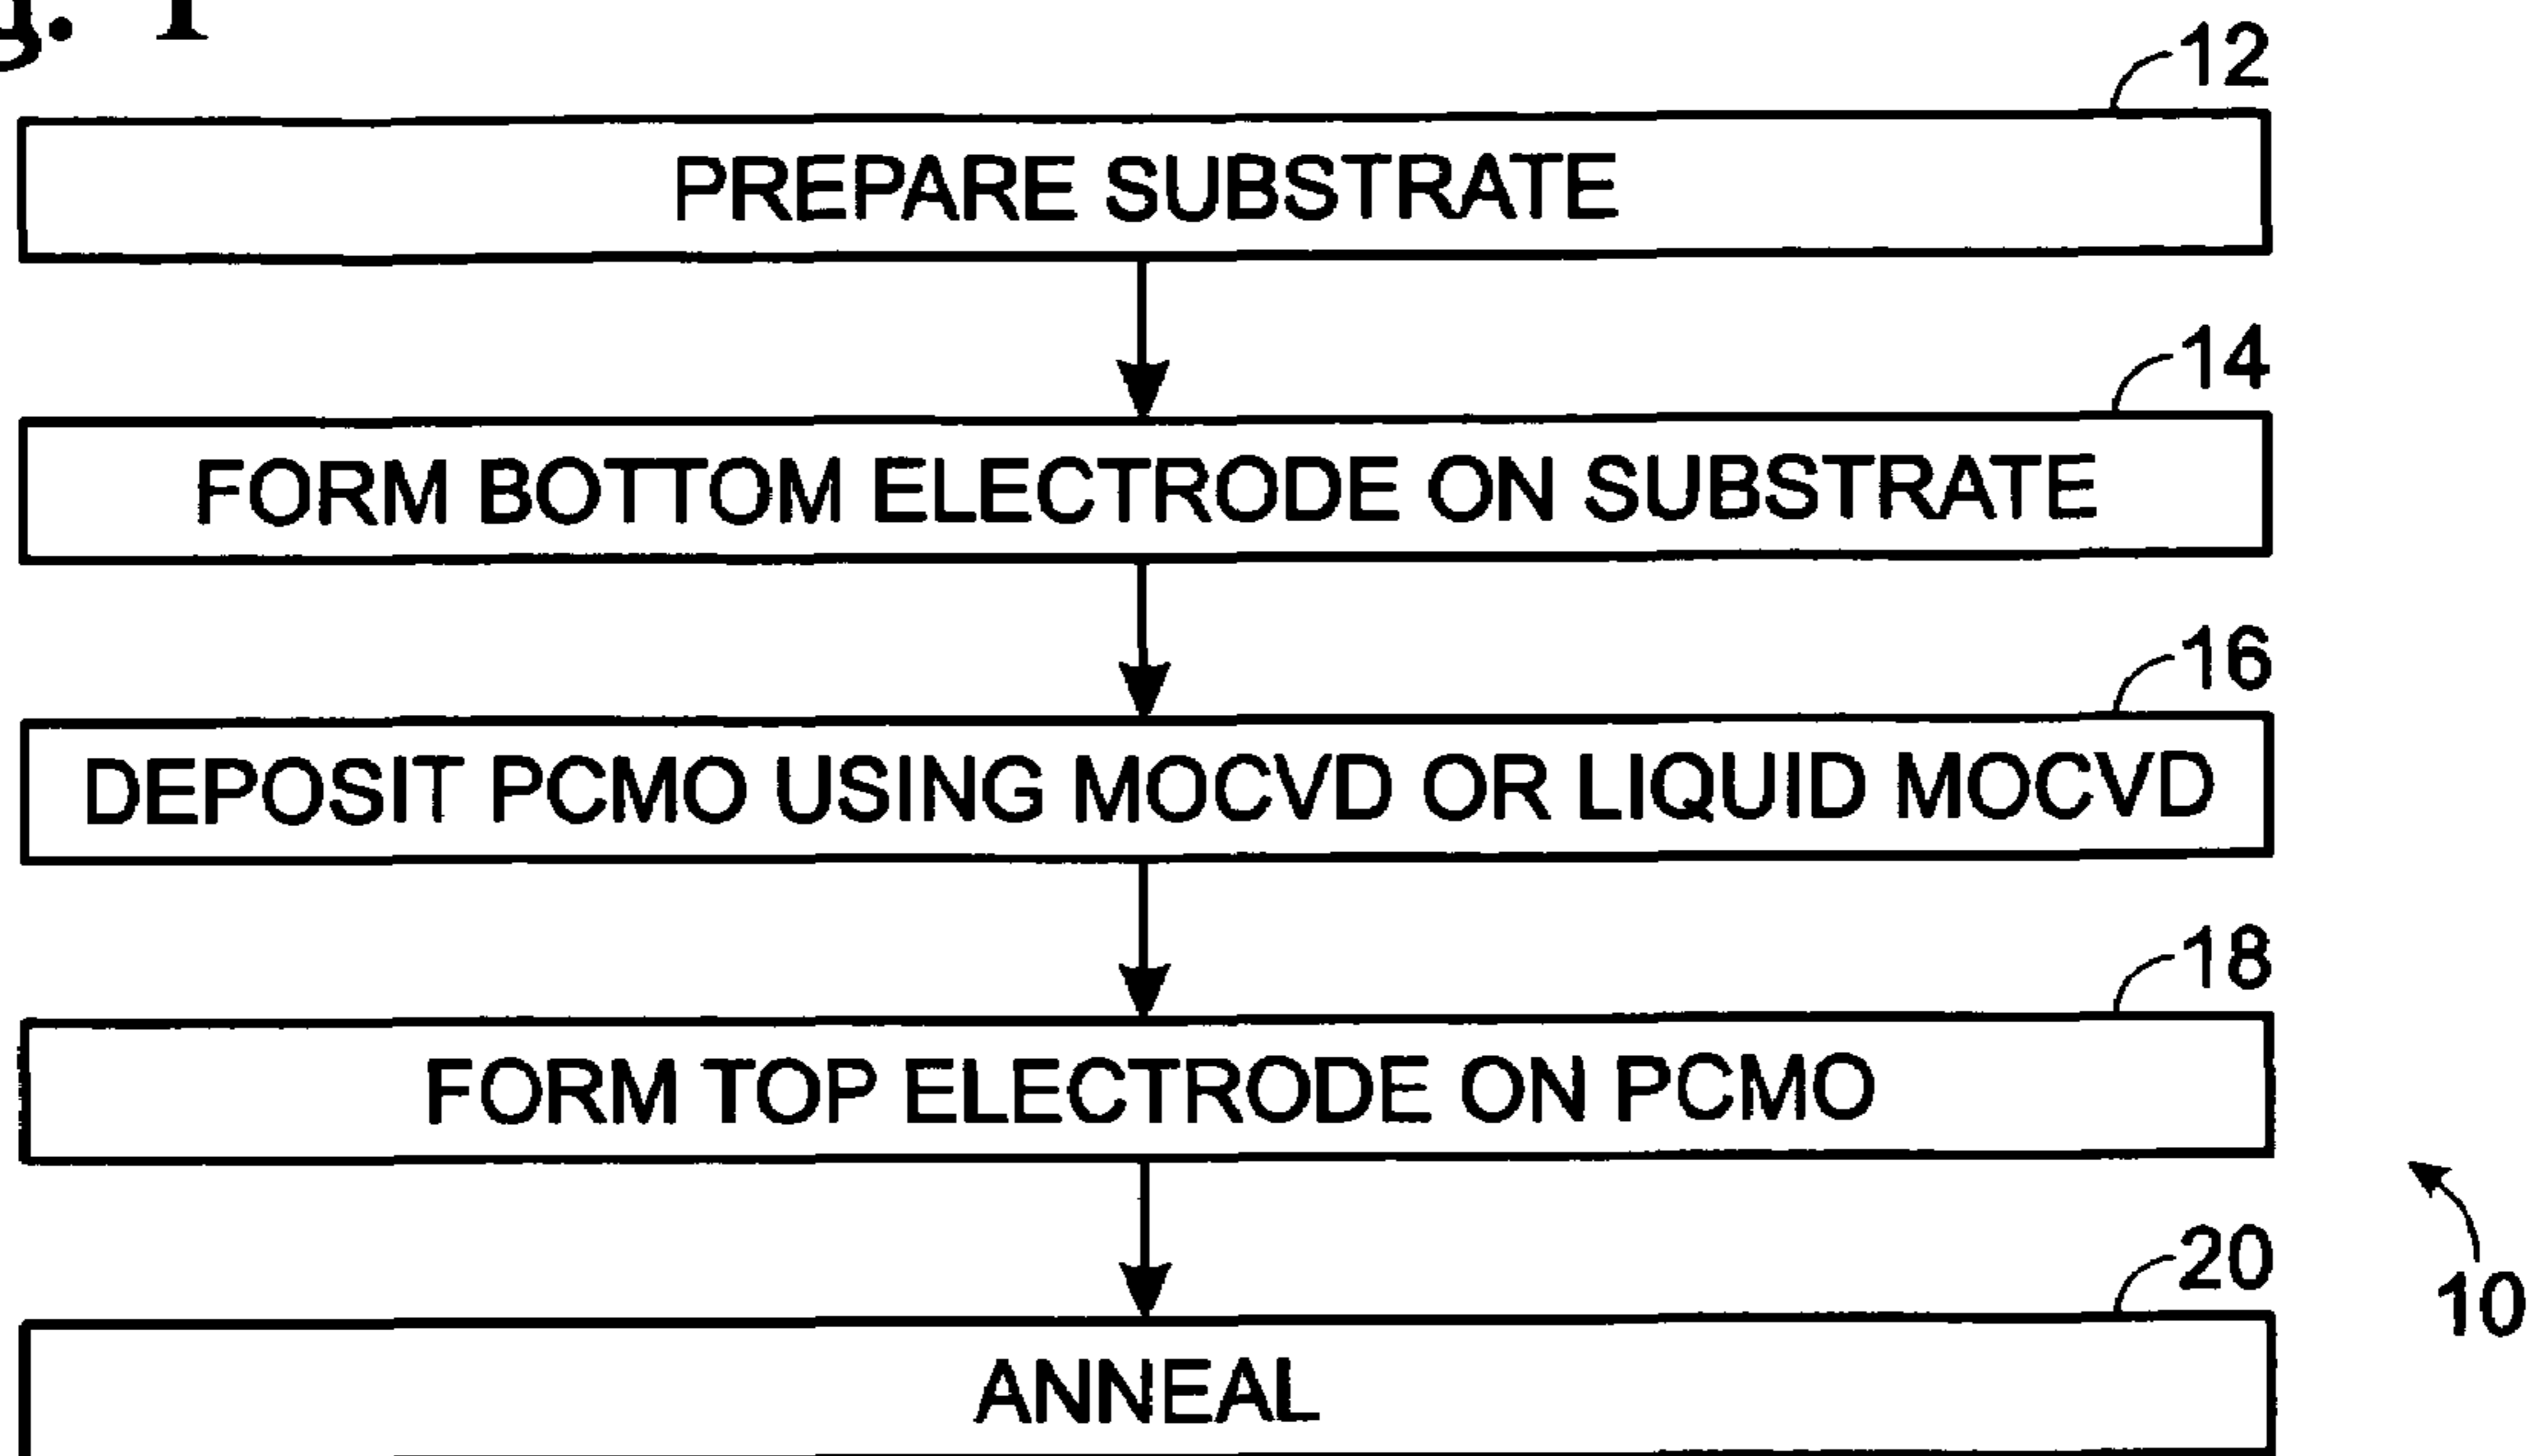 g. 1
12
PREPARE SUBSTRATE
14
FORM BOTTOM ELECTRODE ON SUBSTRATE
16
DEPOSIT PCMO USING MOCVD OR LIQUID MOCVD
18
FORM TOP ELECTRODE ON PCMO
20
10
ANNEAL